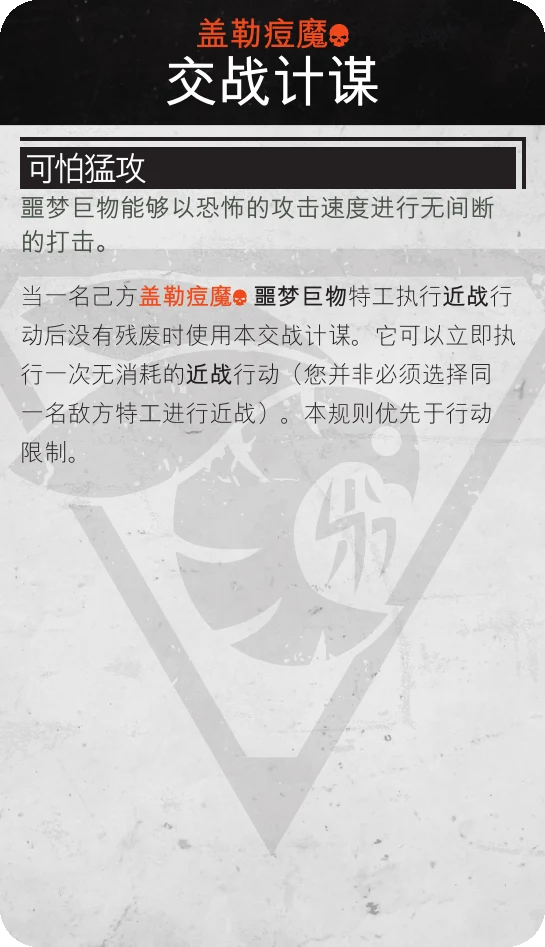 盖勒痘魔
交战计谋
可怕猛攻
噩梦巨物能够以恐怖的攻击速度进行无间断
的打击。
当一名己方盖勒痘魔 噩梦巨物特工执行近战行
动后没有残废时使用本交战计谋。它可以立即执
行一次无消耗的近战行动（您并非必须选择同
一名敌方特工进行近战）。本规则优先于行动
限制。